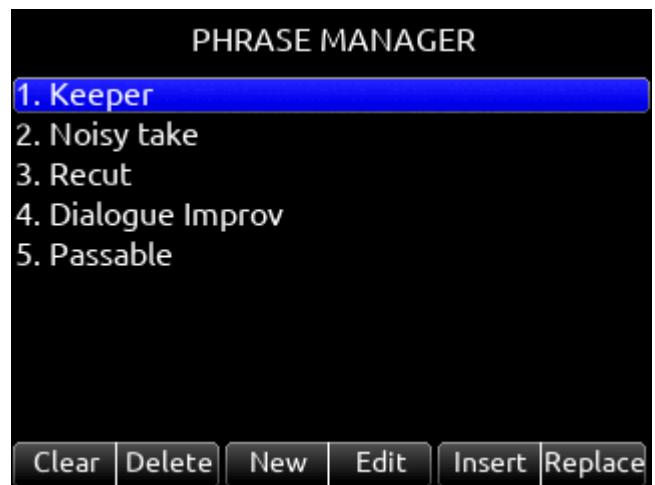 PHRASE MANAGER
1. Keeper
2. Noisy take
3. Recut
4. Dialogue Improv
5. Passable
Clear Delete New Edit Insert Replace